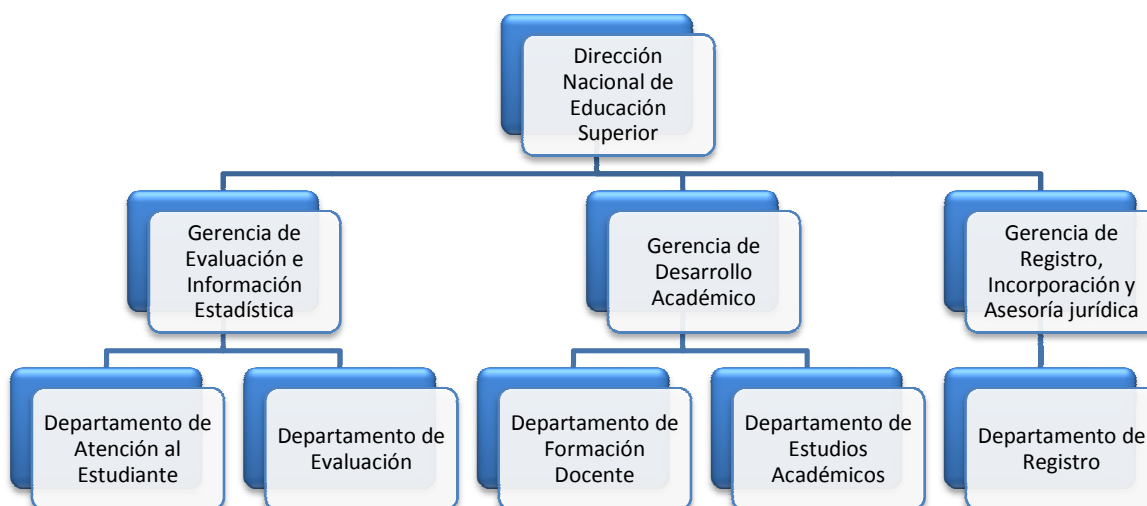 Dirección
Nacional de
Educación
Superior
Gerencia de
Evaluación e
Información
Estadística
Gerencia de
Desarrollo
Académico
Gerencia de
Registro,
Incorporación y
Asesoría jurídica
Departamento de
Atención al
Estudiante
Departamento de
Evaluación
Departamento de
Formación
Docente
Departamento de
Estudios
Académicos
Departamento de
Registro